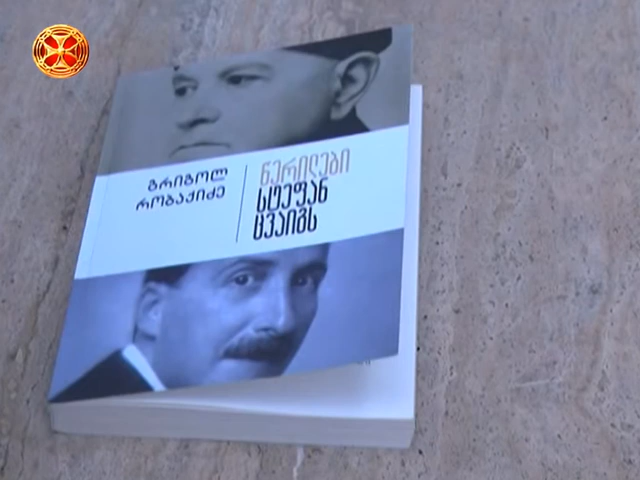 გრიგოლ
რობაქიძე
წერილები
სტეფან
ცვაიგს